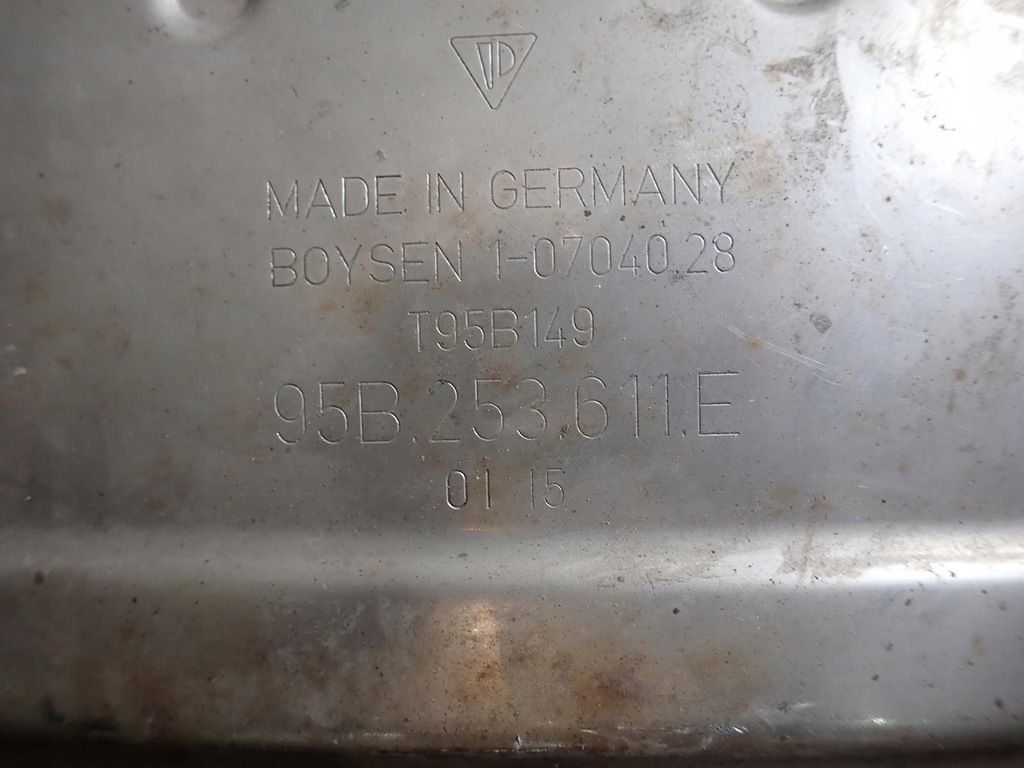 MADE IN GERMANY
BOYSEN 1-07040.28
T95B149
95B.253.611.E
01 15